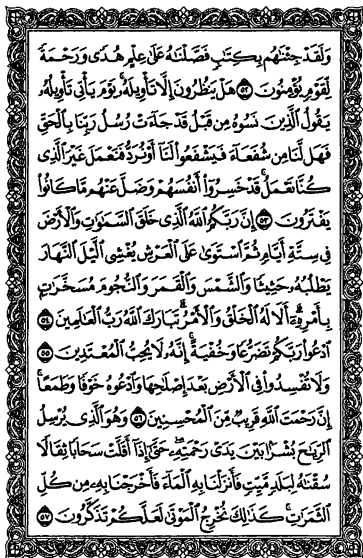 وَلَقَدْ جِئْنَٰهُم بِكِتَٰبٍ فَصَّلْنَٰهُ عَلَىٰ عِلْمٍ هُدًى وَرَحْمَةً
لِّقَوْمٍ يُؤْمِنُونَ ٥٢ هَلْ يَنظُرُونَ إِلَّا تَأْوِيلَهُۥ يَوْمَ يَأْتِى تَأْوِيلُهُۥ
يَقُولُ ٱلَّذِينَ نَسُوهُ مِن قَبْلُ قَدْ جَآءَتْ رُسُلُ رَبِّنَا بِٱلْحَقِّ
فَهَل لَّنَا مِن شُفَعَآءَ فَيَشْفَعُوا۟ لَنَآ أَوْ نُرَدُّ فَنَعْمَلَ غَيْرَ ٱلَّذِى
كُنَّا نَعْمَلُ قَدْ خَسِرُوٓا۟ أَنفُسَهُمْ وَضَلَّ عَنْهُم مَّا كَانُوا۟
يَفْتَرُونَ ٥٣ إِنَّ رَبَّكُمُ ٱللَّهُ ٱلَّذِى خَلَقَ ٱلسَّمَٰوَٰتِ وَٱلْأَرْضَ
فِى سِتَّةِ أَيَّامٍ ثُمَّ ٱسْتَوَىٰ عَلَى ٱلْعَرْشِ يُغْشِى ٱلَّيْلَ ٱلنَّهَارَ
يَطْلُبُهُۥ حَثِيثًا وَٱلشَّمْسَ وَٱلْقَمَرَ وَٱلنُّجُومَ مُسَخَّرَٰتٍۭ
بِأَمْرِهِۦٓ أَلَا لَهُ ٱلْخَلْقُ وَٱلْأَمْرُ تَبَارَكَ ٱللَّهُ رَبُّ ٱلْعَٰلَمِينَ ٥٤
ٱدْعُوا۟ رَبَّكُمْ تَضَرُّعًا وَخُفْيَةً إِنَّهُۥ لَا يُحِبُّ ٱلْمُعْتَدِينَ ٥٥
وَلَا تُفْسِدُوا۟ فِى ٱلْأَرْضِ بَعْدَ إِصْلَٰحِهَا وَٱدْعُوهُ خَوْفًا وَطَمَعًا
إِنَّ رَحْمَتَ ٱللَّهِ قَرِيبٌ مِّنَ ٱلْمُحْسِنِينَ ٥٦ وَهُوَ ٱلَّذِى يُرْسِلُ
ٱلرِّيَٰحَ بُشْرًۢا بَيْنَ يَدَىْ رَحْمَتِهِۦ حَتَّىٰٓ إِذَآ أَقَلَّتْ سَحَابًا ثِقَالًا
سُقْنَٰهُ لِبَلَدٍ مَّيِّتٍ فَأَنزَلْنَا بِهِ ٱلْمَآءَ فَأَخْرَجْنَا بِهِۦ مِن كُلِّ
ٱلثَّمَرَٰتِ كَذَٰلِكَ نُخْرِجُ ٱلْمَوْتَىٰ لَعَلَّكُمْ تَذَكَّرُونَ ٥٧